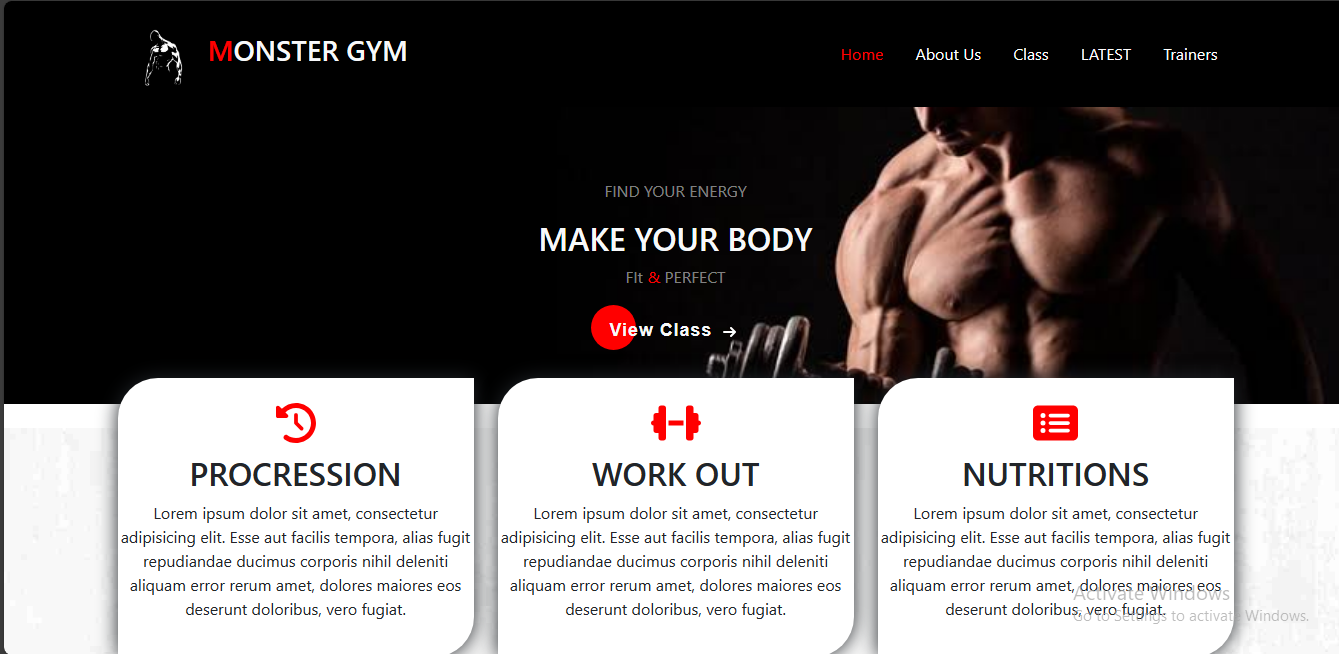 MONSTER GYM
Home About Us Class LATEST Trainers
FIND YOUR ENERGY
MAKE YOUR BODY
FIt & PERFECT
View Class →
PROCRESSION
Lorem ipsum dolor sit amet, consectetur
adipisicing elit. Esse aut facilis tempora, alias fugit
repudiandae ducimus corporis nihil deleniti
aliquam error rerum amet, dolores maiores eos
deserunt doloribus, vero fugiat.
WORK OUT
Lorem ipsum dolor sit amet, consectetur
adipisicing elit. Esse aut facilis tempora, alias fugit
repudiandae ducimus corporis nihil deleniti
aliquam error rerum amet, dolores maiores eos
deserunt doloribus, vero fugiat.
NUTRITIONS
Lorem ipsum dolor sit amet, consectetur
adipisicing elit. Esse aut facilis tempora, alias fugit
repudiandae ducimus corporis nihil deleniti
aliquam error rerum amet, dolores maiores eos
deserunt doloribus, vero fugiat.
Activate Windows
Go to Settings to activate Windows.